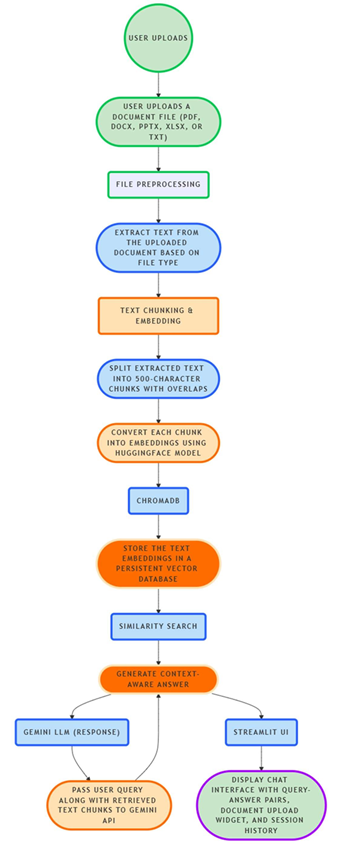 USER UPLOADS
USER UPLOADS A
DOCUMENT FILE (PDF,
DOCX, PPTX, XLSX, OR
TXT)
FILE PREPROCESSING
EXTRACT TEXT FROM
THE UPLOADED
DOCUMENT BASED ON
FILE TYPE
TEXT CHUNKING &
EMBEDDING
SPLIT EXTRACTED TEXT
INTO 500-CHARACTER
CHUNKS WITH OVERLAPS
CONVERT EACH CHUNK
INTO EMBEDDINGS USING
HUGGINGFACE MODEL
CHROMADB
STORE THE TEXT
EMBEDDINGS IN A
PERSISTENT VECTOR
DATABASE
SIMILARITY SEARCH
GENERATE CONTEXT-
AWARE ANSWER
GEMINI LLM (RESPONSE)
STREAMLIT UI
PASS USER QUERY
ALONG WITH RETRIEVED
TEXT CHUNKS TO GEMINI
API
DISPLAY CHAT
INTERFACE WITH QUERY-
ANSWER PAIRS,
DOCUMENT UPLOAD
WIDGET, AND SESSION
HISTORY